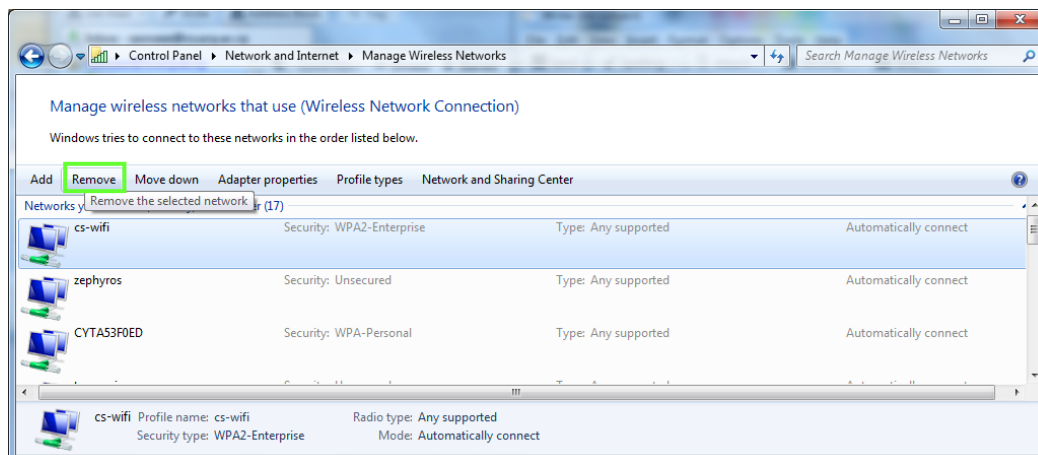 Control Panel ▸ Network and Internet ▸ Manage Wireless Networks
Search Manage Wireless Networks
Manage wireless networks that use (Wireless Network Connection)
Windows tries to connect to these networks in the order listed below.
Add Remove Move down Adapter properties Profile types Network and Sharing Center
Remove the selected network
Networks (17)
cs-wifi Security: WPA2-Enterprise Type: Any supported Automatically connect
zephyros Security: Unsecured Type: Any supported Automatically connect
CYTA53F0ED Security: WPA-Personal Type: Any supported Automatically connect
cs-wifi Profile name: cs-wifi Radio type: Any supported
Security type: WPA2-Enterprise Mode: Automatically connect